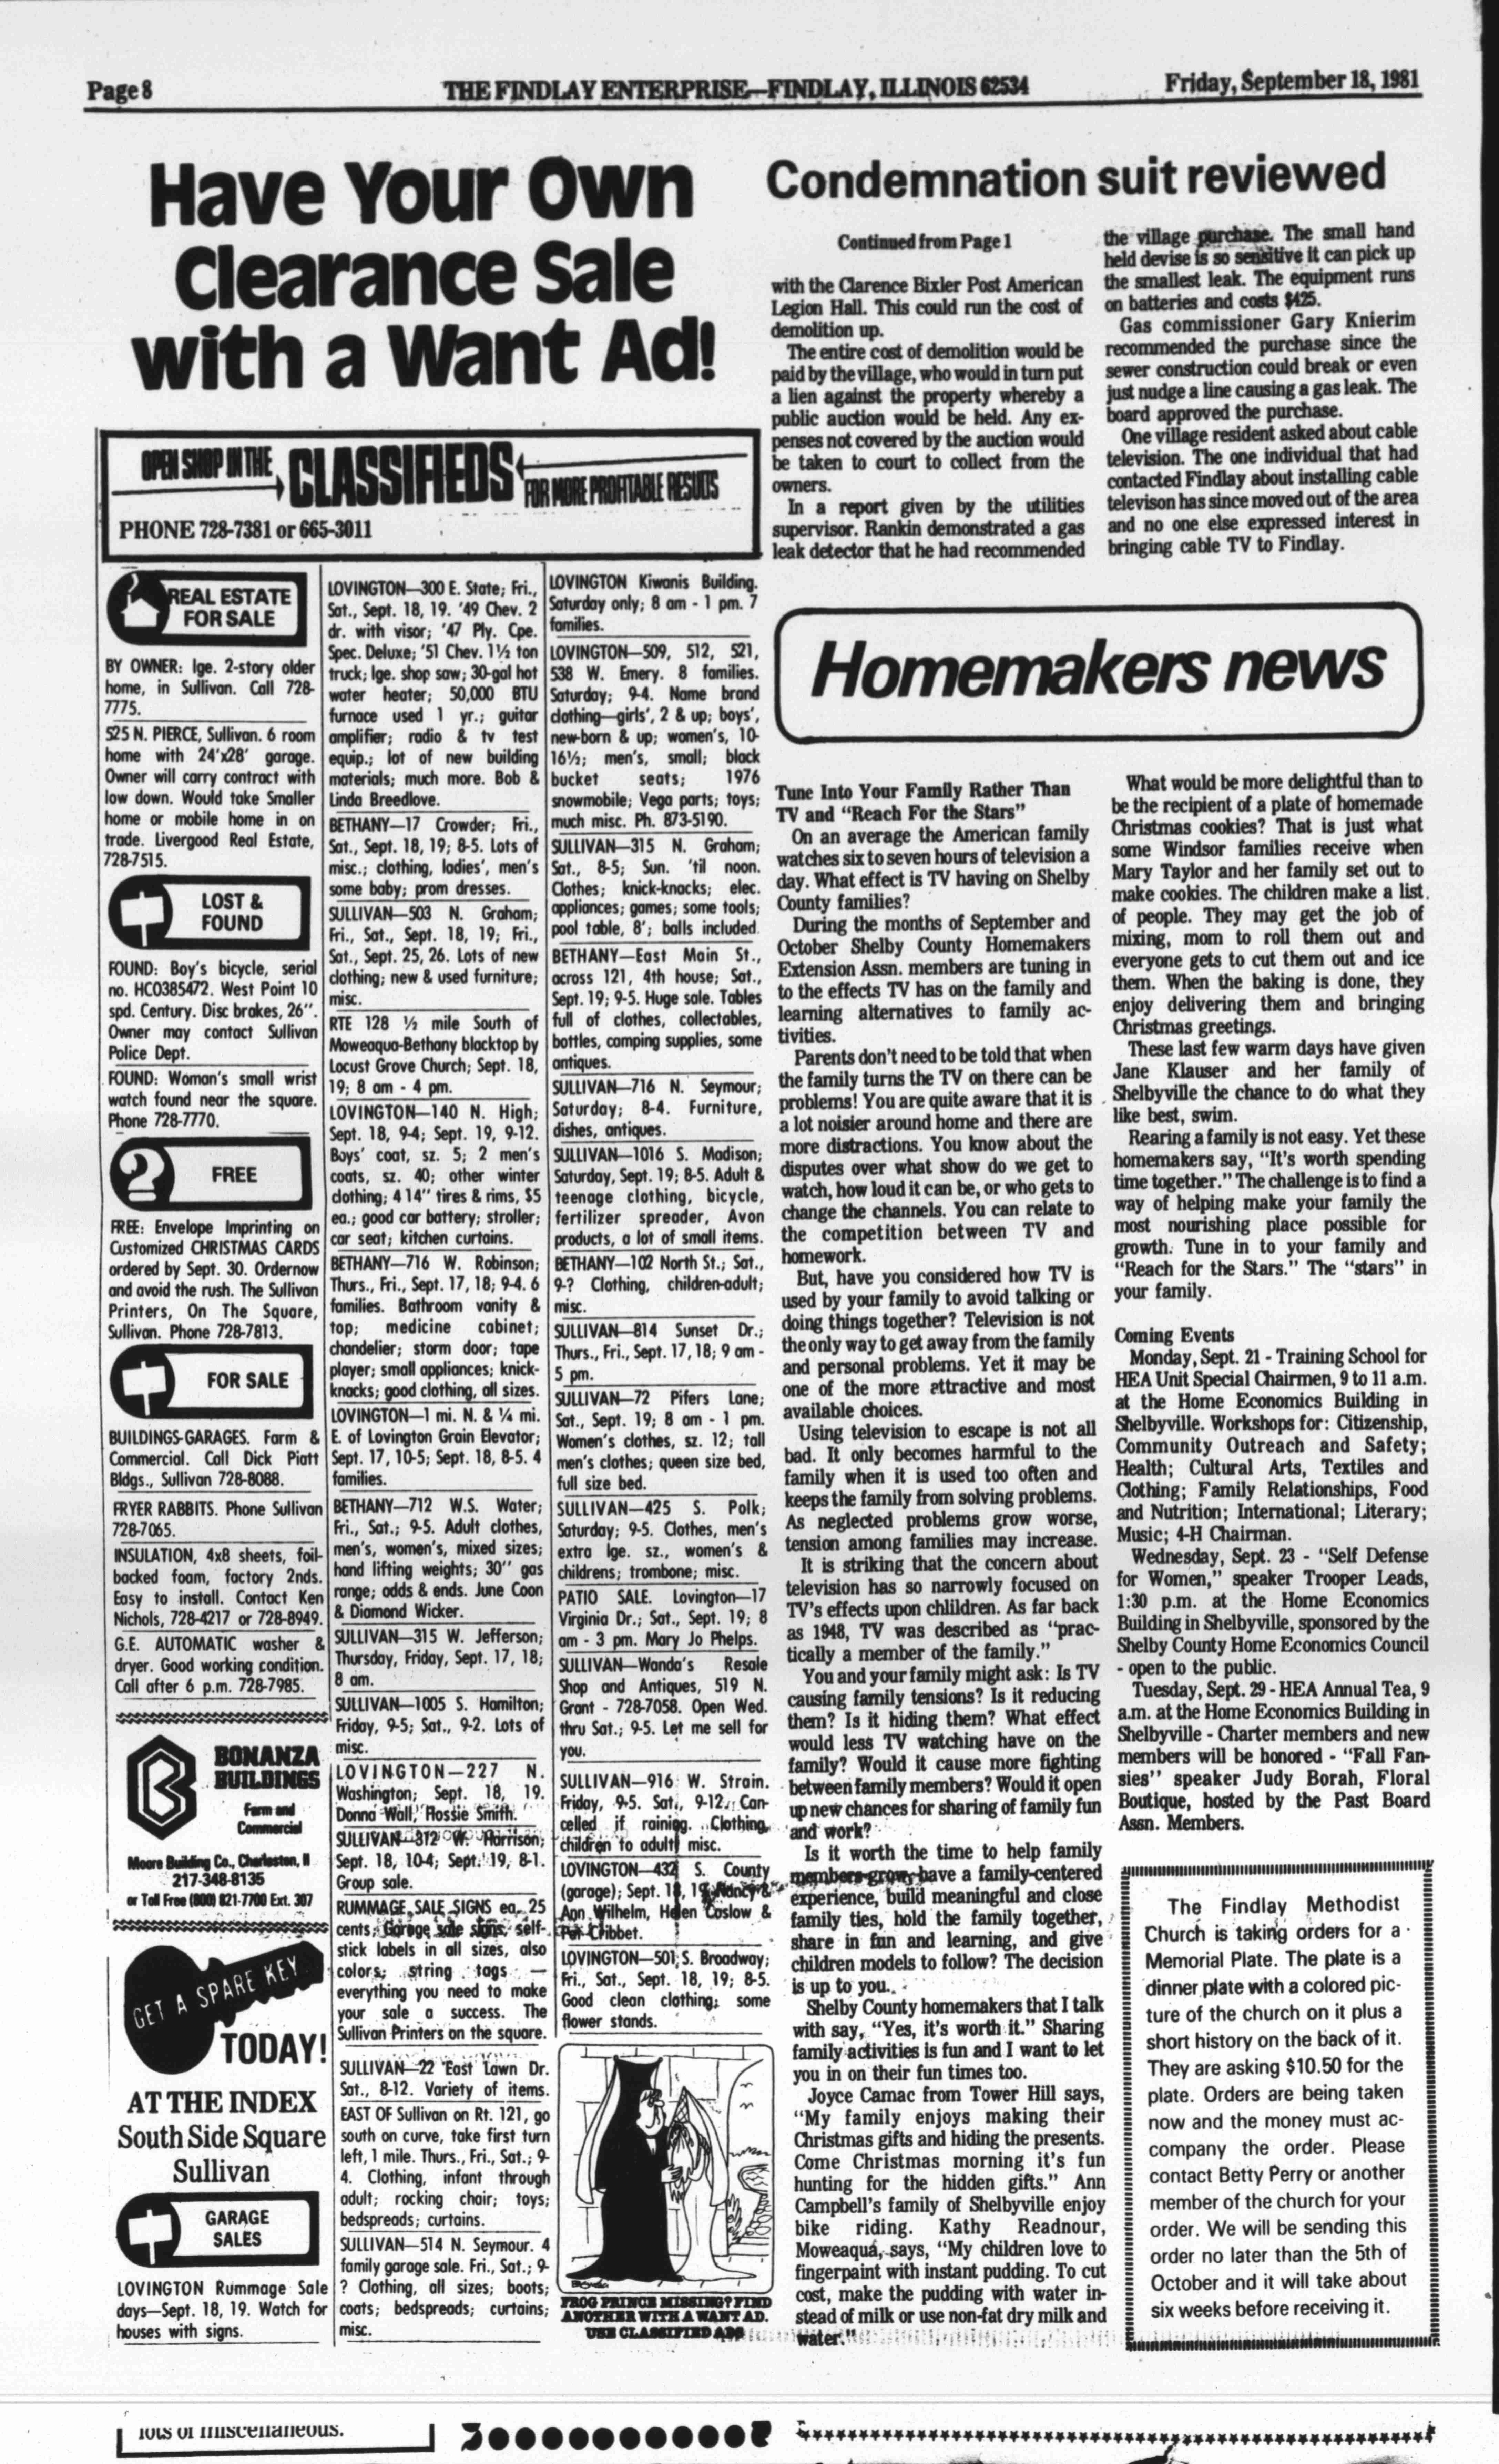 Page 8
THE FINDLAY ENTERPRISE—FINDLAY, ILLINOIS 62534
Friday, September 18, 1981
Have Your Own
Clearance Sale
with a Want Ad!
OPEN SHOP IN THE
CLASSIFIEDS
FOR MORE PROFITABLE RESULTS
PHONE 728-7381 or 665-3011
REAL ESTATE
FOR SALE
BY OWNER: lge. 2-story older
home, in Sullivan. Call 728-
7775.
525 N. PIERCE, Sullivan. 6 room
home with 24'x28' garage.
Owner will carry contract with
low down. Would take Smaller
home or mobile home in on
trade. Livergood Real Estate,
728-7515.
LOST &
FOUND
FOUND: Boy's bicycle, serial
no. HC0385472. West Point 10
spd. Century. Disc brakes, 26".
Owner may contact Sullivan
Police Dept.
FOUND: Woman's small wrist
watch found near the square.
Phone 728-7770.
FREE
FREE: Envelope Imprinting on
Customized CHRISTMAS CARDS
ordered by Sept. 30. Ordernow
and avoid the rush. The Sullivan
Printers, On The Square,
Sullivan. Phone 728-7813.
FOR SALE
BUILDINGS-GARAGES. Farm &
Commercial. Call Dick Piatt
Bldgs., Sullivan 728-8088.
FRYER RABBITS. Phone Sullivan
728-7065.
INSULATION, 4x8 sheets, foil-
backed foam, factory 2nds.
Easy to install. Contact Ken
Nichols, 728-4217 or 728-8949.
G.E. AUTOMATIC washer &
dryer. Good working condition.
Call after 6 p.m. 728-7985.
BONANZA
BUILDINGS
Farm and
Commercial
Moore Building Co., Charleston, Il
217-348-8135
or Toll Free (800) 821-7700 Ext. 307
GET A SPARE KEY
TODAY!
AT THE INDEX
South Side Square
Sullivan
GARAGE
SALES
LOVINGTON Rummage Sale
days—Sept. 18, 19. Watch for
houses with signs.
LOVINGTON—300 E. State; Fri.,
Sat., Sept. 18, 19. '49 Chev. 2
dr. with visor; '47 Ply. Cpe.
Spec. Deluxe; '51 Chev. 1½ ton
truck; lge. shop saw; 30-gal hot
water heater; 50,000 BTU
furnace used 1 yr.; guitar
amplifier; radio & tv test
equip.; lot of new building
materials; much more. Bob &
Linda Breedlove.
BETHANY—17 Crowder; Fri.,
Sat., Sept. 18, 19; 8-5. Lots of
misc.; clothing, ladies', men's
some baby; prom dresses.
SULLIVAN—503 N. Graham;
Fri., Sat., Sept. 18, 19; Fri.,
Sat., Sept. 25, 26. Lots of new
clothing; new & used furniture;
misc.
RTE 128 ½ mile South of
Moweaqua-Bethany blacktop by
Locust Grove Church; Sept. 18,
19; 8 am - 4 pm.
LOVINGTON—140 N. High;
Sept. 18, 9-4; Sept. 19, 9-12.
Boys' coat, sz. 5; 2 men's
coats, sz. 40; other winter
clothing; 4 14" tires & rims, $5
ea.; good car battery; stroller;
car seat; kitchen curtains.
BETHANY—716 W. Robinson;
Thurs., Fri., Sept. 17, 18; 9-4. 6
families. Bathroom vanity &
top; medicine cabinet;
chandelier; storm door; tape
player; small appliances; knick-
knacks; good clothing, all sizes.
LOVINGTON—1 mi. N. & ¼ mi.
E. of Lovington Grain Elevator;
Sept. 17, 10-5; Sept. 18, 8-5. 4
families.
BETHANY—712 W.S. Water;
Fri., Sat.; 9-5. Adult clothes,
men's, women's, mixed sizes;
hand lifting weights; 30" gas
range; odds & ends. June Coon
& Diamond Wicker.
SULLIVAN—315 W. Jefferson;
Thursday, Friday, Sept. 17, 18;
8 am.
SULLIVAN—1005 S. Hamilton;
Friday, 9-5; Sat., 9-2. Lots of
misc.
LOVINGTON—227 N.
Washington; Sept. 18, 19.
Donna Wall, Flossie Smith.
SULLIVAN—312 W. Harrison;
Sept. 18, 10-4; Sept. 19, 8-1.
Group sale.
RUMMAGE SALE SIGNS ea. 25
cents; Garage sale signs, self-
stick labels in all sizes, also
colors; string tags —
everything you need to make
your sale a success. The
Sullivan Printers on the square.
SULLIVAN—22 East Lawn Dr.
Sat., 8-12. Variety of items.
EAST OF Sullivan on Rt. 121, go
south on curve, take first turn
left, 1 mile. Thurs., Fri., Sat.; 9-
4. Clothing, infant through
adult; rocking chair; toys;
bedspreads; curtains.
SULLIVAN—514 N. Seymour. 4
family garage sale. Fri., Sat.; 9-
? Clothing, all sizes; boots;
coats; bedspreads; curtains;
misc.
LOVINGTON Kiwanis Building.
Saturday only; 8 am - 1 pm. 7
families.
LOVINGTON—509, 512, 521,
538 W. Emery. 8 families.
Saturday; 9-4. Name brand
clothing—girls', 2 & up; boys',
new-born & up; women's, 10-
16½; men's, small; black
bucket seats; 1976
snowmobile; Vega parts; toys;
much misc. Ph. 873-5190.
SULLIVAN—315 N. Graham;
Sat., 8-5; Sun. 'til noon.
Clothes; knick-knacks; elec.
appliances; games; some tools;
pool table, 8'; balls included.
BETHANY—East Main St.,
across 121, 4th house; Sat.,
Sept. 19; 9-5. Huge sale. Tables
full of clothes, collectables,
bottles, camping supplies, some
antiques.
SULLIVAN—716 N. Seymour;
Saturday; 8-4. Furniture,
dishes, antiques.
SULLIVAN—1016 S. Madison;
Saturday, Sept. 19; 8-5. Adult &
teenage clothing, bicycle,
fertilizer spreader, Avon
products, a lot of small items.
BETHANY—102 North St.; Sat.,
9-? Clothing, children-adult;
misc.
SULLIVAN—814 Sunset Dr.;
Thurs., Fri., Sept. 17, 18; 9 am -
5 pm.
SULLIVAN—72 Pifers Lane;
Sat., Sept. 19; 8 am - 1 pm.
Women's clothes, sz. 12; tall
men's clothes; queen size bed,
full size bed.
SULLIVAN—425 S. Polk;
Saturday; 9-5. Clothes, men's
extra lge. sz., women's &
childrens; trombone; misc.
PATIO SALE. Lovington—17
Virginia Dr.; Sat., Sept. 19; 8
am - 3 pm. Mary Jo Phelps.
SULLIVAN—Wanda's Resale
Shop and Antiques, 519 N.
Grant - 728-7058. Open Wed.
thru Sat.; 9-5. Let me sell for
you.
SULLIVAN—916 W. Strain.
Friday, 9-5. Sat., 9-12. Can-
celled if raining. Clothing,
children to adult; misc.
LOVINGTON—432 S. County
(garage); Sept. 18, 19. Nancy &
Ann Wilhelm, Helen Coslow &
Pat Cribbet.
LOVINGTON—501 S. Broadway;
Fri., Sat., Sept. 18, 19; 8-5.
Good clean clothing; some
flower stands.
FROG PRINCE MISSING? FIND
ANOTHER WITH A WANT AD.
USE CLASSIFIED ADS
Condemnation suit reviewed
Continued from Page 1
with the Clarence Bixler Post American
Legion Hall. This could run the cost of
demolition up.
The entire cost of demolition would be
paid by the village, who would in turn put
a lien against the property whereby a
public auction would be held. Any ex-
penses not covered by the auction would
be taken to court to collect from the
owners.
In a report given by the utilities
supervisor. Rankin demonstrated a gas
leak detector that he had recommended
the village purchase. The small hand
held devise is so sensitive it can pick up
the smallest leak. The equipment runs
on batteries and costs $425.
Gas commissioner Gary Knierim
recommended the purchase since the
sewer construction could break or even
just nudge a line causing a gas leak. The
board approved the purchase.
One village resident asked about cable
television. The one individual that had
contacted Findlay about installing cable
televison has since moved out of the area
and no one else expressed interest in
bringing cable TV to Findlay.
Homemakers news
Tune Into Your Family Rather Than
TV and "Reach For the Stars"
On an average the American family
watches six to seven hours of television a
day. What effect is TV having on Shelby
County families?
During the months of September and
October Shelby County Homemakers
Extension Assn. members are tuning in
to the effects TV has on the family and
learning alternatives to family ac-
tivities.
Parents don't need to be told that when
the family turns the TV on there can be
problems! You are quite aware that it is
a lot noisier around home and there are
more distractions. You know about the
disputes over what show do we get to
watch, how loud it can be, or who gets to
change the channels. You can relate to
the competition between TV and
homework.
But, have you considered how TV is
used by your family to avoid talking or
doing things together? Television is not
the only way to get away from the family
and personal problems. Yet it may be
one of the more attractive and most
available choices.
Using television to escape is not all
bad. It only becomes harmful to the
family when it is used too often and
keeps the family from solving problems.
As neglected problems grow worse,
tension among families may increase.
It is striking that the concern about
television has so narrowly focused on
TV's effects upon chlildren. As far back
as 1948, TV was described as "prac-
tically a member of the family."
You and your family might ask: Is TV
causing family tensions? Is it reducing
them? Is it hiding them? What effect
would less TV watching have on the
family? Would it cause more fighting
between family members? Would it open
up new chances for sharing of family fun
and work?
Is it worth the time to help family
members grow, have a family-centered
experience, build meaningful and close
family ties, hold the family together,
share in fun and learning, and give
children models to follow? The decision
is up to you.
Shelby County homemakers that I talk
with say, "Yes, it's worth it." Sharing
family activities is fun and I want to let
you in on their fun times too.
Joyce Camac from Tower Hill says,
"My family enjoys making their
Christmas gifts and hiding the presents.
Come Christmas morning it's fun
hunting for the hidden gifts." Ann
Campbell's family of Shelbyville enjoy
bike riding. Kathy Readnour,
Moweaqua, says, "My children love to
fingerpaint with instant pudding. To cut
cost, make the pudding with water in-
stead of milk or use non-fat dry milk and
water."
What would be more delightful than to
be the recipient of a plate of homemade
Christmas cookies? That is just what
some Windsor families receive when
Mary Taylor and her family set out to
make cookies. The children make a list
of people. They may get the job of
mixing, mom to roll them out and
everyone gets to cut them out and ice
them. When the baking is done, they
enjoy delivering them and bringing
Christmas greetings.
These last few warm days have given
Jane Klauser and her family of
Shelbyville the chance to do what they
like best, swim.
Rearing a family is not easy. Yet these
homemakers say, "It's worth spending
time together." The challenge is to find a
way of helping make your family the
most nourishing place possible for
growth. Tune in to your family and
"Reach for the Stars." The "stars" in
your family.
Coming Events
Monday, Sept. 21 - Training School for
HEA Unit Special Chairmen, 9 to 11 a.m.
at the Home Economics Building in
Shelbyville. Workshops for: Citizenship,
Community Outreach and Safety;
Health; Cultural Arts, Textiles and
Clothing; Family Relationships, Food
and Nutrition; International; Literary;
Music; 4-H Chairman.
Wednesday, Sept. 23 - "Self Defense
for Women," speaker Trooper Leads,
1:30 p.m. at the Home Economics
Building in Shelbyville, sponsored by the
Shelby County Home Economics Council
- open to the public.
Tuesday, Sept. 29 - HEA Annual Tea, 9
a.m. at the Home Economics Building in
Shelbyville - Charter members and new
members will be honored - "Fall Fan-
sies" speaker Judy Borah, Floral
Boutique, hosted by the Past Board
Assn. Members.
The Findlay Methodist
Church is taking orders for a
Memorial Plate. The plate is a
dinner plate with a colored pic-
ture of the church on it plus a
short history on the back of it.
They are asking $10.50 for the
plate. Orders are being taken
now and the money must ac-
company the order. Please
contact Betty Perry or another
member of the church for your
order. We will be sending this
order no later than the 5th of
October and it will take about
six weeks before receiving it.
lots of miscellaneous.